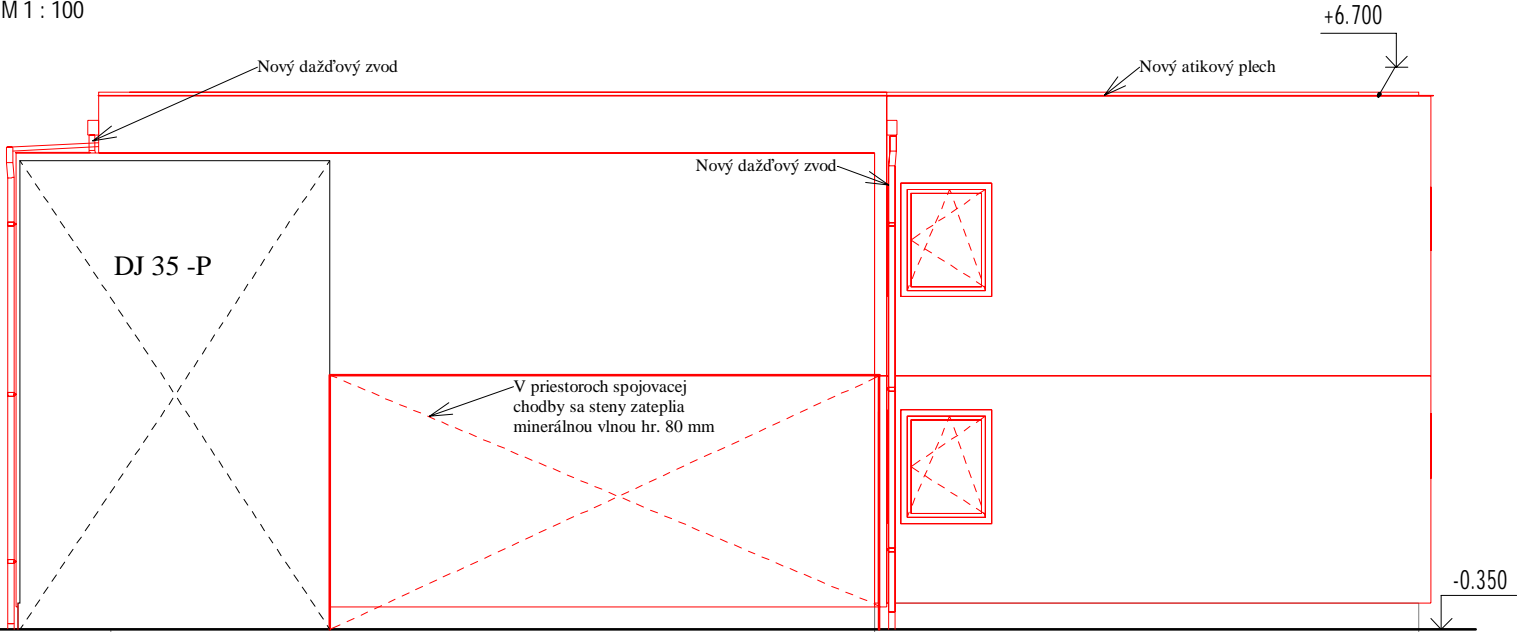 M 1 : 100
+6.700
Nový dažďový zvod
Nový atikový plech
Nový dažďový zvod
DJ 35 -P
V priestoroch spojovacej
chodby sa steny zateplia
minerálnou vlnou hr. 80 mm
-0.350